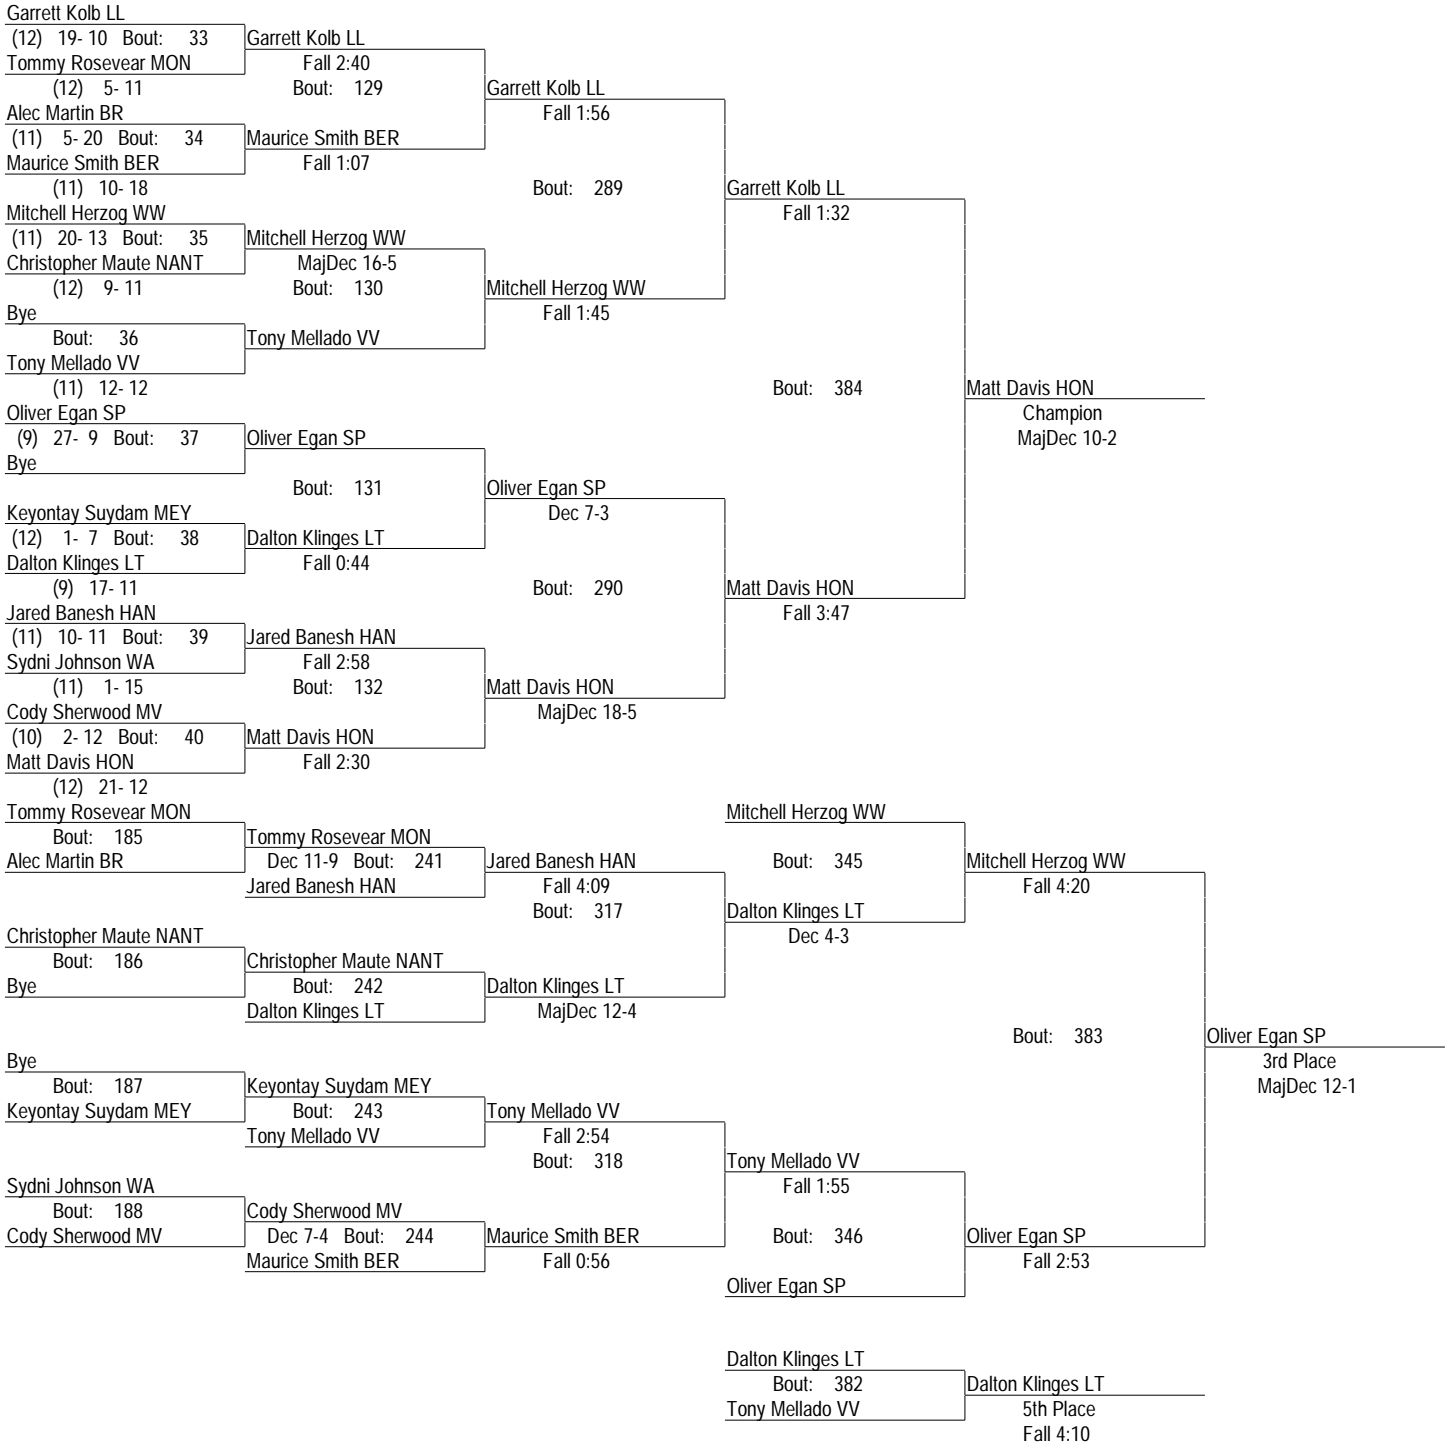 Garrett Kolb LL
(12) 19- 10 Bout: 33 Garrett Kolb LL
Tommy Rosevear MON Fall 2:40
(12) 5- 11 Bout: 129 Garrett Kolb LL
Alec Martin BR Fall 1:56
(11) 5- 20 Bout: 34 Maurice Smith BER
Maurice Smith BER Fall 1:07
(11) 10- 18 Bout: 289 Garrett Kolb LL
Mitchell Herzog WW Fall 1:32
(11) 20- 13 Bout: 35 Mitchell Herzog WW
Christopher Maute NANT MajDec 16-5
(12) 9- 11 Bout: 130 Mitchell Herzog WW
Bye Fall 1:45
Bout: 36 Tony Mellado VV
Tony Mellado VV
(11) 12- 12 Bout: 384 Matt Davis HON
Oliver Egan SP Champion
(9) 27- 9 Bout: 37 Oliver Egan SP MajDec 10-2
Bye
Bout: 131 Oliver Egan SP
Keyontay Suydam MEY Dec 7-3
(12) 1- 7 Bout: 38 Dalton Klinges LT
Dalton Klinges LT Fall 0:44
(9) 17- 11 Bout: 290 Matt Davis HON
Jared Banesh HAN Fall 3:47
(11) 10- 11 Bout: 39 Jared Banesh HAN
Sydni Johnson WA Fall 2:58
(11) 1- 15 Bout: 132 Matt Davis HON
Cody Sherwood MV MajDec 18-5
(10) 2- 12 Bout: 40 Matt Davis HON
Matt Davis HON Fall 2:30
(12) 21- 12
Tommy Rosevear MON Mitchell Herzog WW
Bout: 185 Tommy Rosevear MON
Alec Martin BR Dec 11-9 Bout: 241 Jared Banesh HAN Bout: 345 Mitchell Herzog WW
Jared Banesh HAN Fall 4:09 Fall 4:20
Bout: 317 Dalton Klinges LT
Christopher Maute NANT Dec 4-3
Bout: 186 Christopher Maute NANT
Bye Bout: 242 Dalton Klinges LT
Dalton Klinges LT MajDec 12-4
Bout: 383 Oliver Egan SP
Bye 3rd Place
Bout: 187 Keyontay Suydam MEY MajDec 12-1
Keyontay Suydam MEY Bout: 243 Tony Mellado VV
Tony Mellado VV Fall 2:54
Bout: 318 Tony Mellado VV
Sydni Johnson WA Fall 1:55
Bout: 188 Cody Sherwood MV
Cody Sherwood MV Dec 7-4 Bout: 244 Maurice Smith BER Bout: 346 Oliver Egan SP
Maurice Smith BER Fall 0:56 Fall 2:53
Oliver Egan SP
Dalton Klinges LT
Bout: 382 Dalton Klinges LT
Tony Mellado VV 5th Place
Fall 4:10